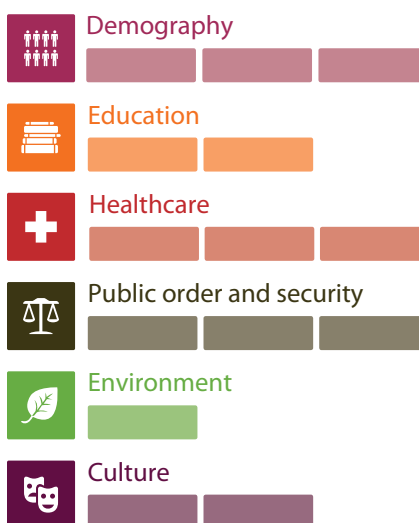 Demography
Education
Healthcare
Public order and security
Environment
Culture